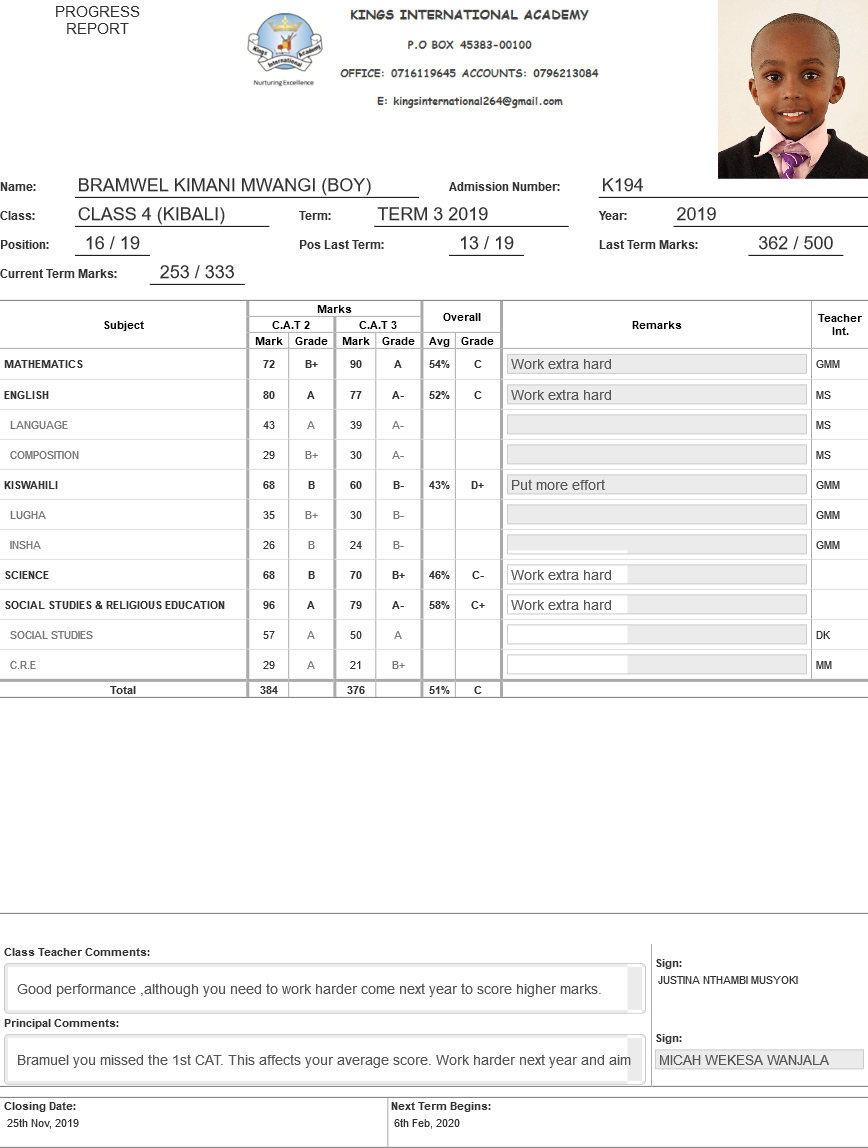 PROGRESS
REPORT
KINGS INTERNATIONAL ACADEMY
P.O BOX 45383-00100
OFFICE: 0716119645 ACCOUNTS: 0796213084
E: kingsinternational264@gmail.com
Kings Academy
International
Nurturing Excellence
Name: BRAMWEL KIMANI MWANGI (BOY) Admission Number: K194
Class: CLASS 4 (KIBALI) Term: TERM 3 2019 Year: 2019
Position: 16 / 19 Pos Last Term: 13 / 19 Last Term Marks: 362 / 500
Current Term Marks: 253 / 333
Subject Marks Overall Remarks Teacher Int.
C.A.T 2 C.A.T 3
Mark Grade Mark Grade Avg Grade
MATHEMATICS 72 B+ 90 A 54% C Work extra hard GMM
ENGLISH 80 A 77 A- 52% C Work extra hard MS
LANGUAGE 43 A 39 A- MS
COMPOSITION 29 B+ 30 A- MS
KISWAHILI 68 B 60 B- 43% D+ Put more effort GMM
LUGHA 35 B+ 30 B- GMM
INSHA 26 B 24 B- GMM
SCIENCE 68 B 70 B+ 46% C- Work extra hard
SOCIAL STUDIES & RELIGIOUS EDUCATION 96 A 79 A- 58% C+ Work extra hard
SOCIAL STUDIES 57 A 50 A DK
C.R.E 29 A 21 B+ MM
Total 384 376 51% C
Class Teacher Comments:
Good performance ,although you need to work harder come next year to score higher marks.
Sign:
JUSTINA NTHAMBI MUSYOKI
Principal Comments:
Bramuel you missed the 1st CAT. This affects your average score. Work harder next year and aim
Sign:
MICAH WEKESA WANJALA
Closing Date:
25th Nov, 2019
Next Term Begins:
6th Feb, 2020